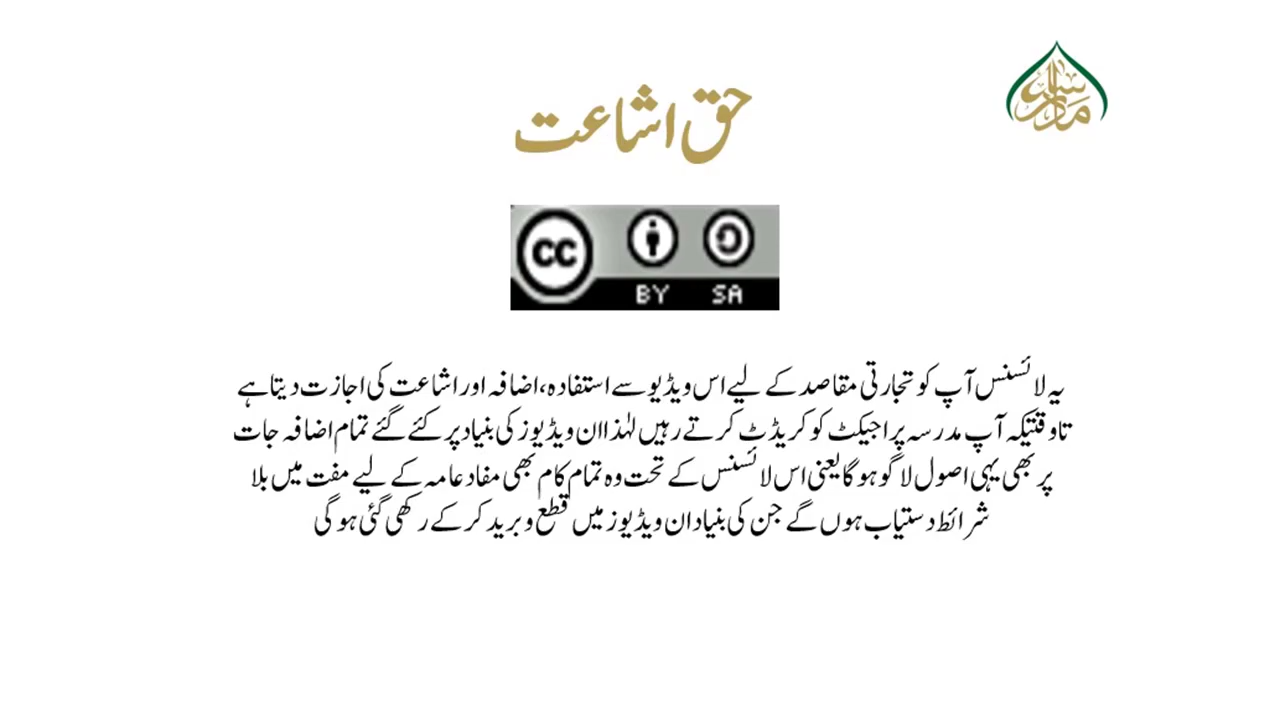 مدرسہ
حق اشاعت
CC
BY SA
یہ لائسنس آپ کو تجارتی مقاصد کے لیے اس ویڈیو سے استفادہ، اضافہ اور اشاعت کی اجازت دیتا ہے
تاوقتیکہ آپ مدرسہ پراجیکٹ کو کریڈٹ کرتے رہیں لہٰذا ان ویڈیوز کی بنیاد پر کئے گئے تمام اضافہ جات
پر بھی یہی اصول لاگو ہو گا یعنی اس لائسنس کے تحت وہ تمام کام بھی مفاد عامہ کے لیے مفت میں بلا
شرائط دستیاب ہوں گے جن کی بنیاد ان ویڈیوز میں قطع و برید کر کے رکھی گئی ہو گی